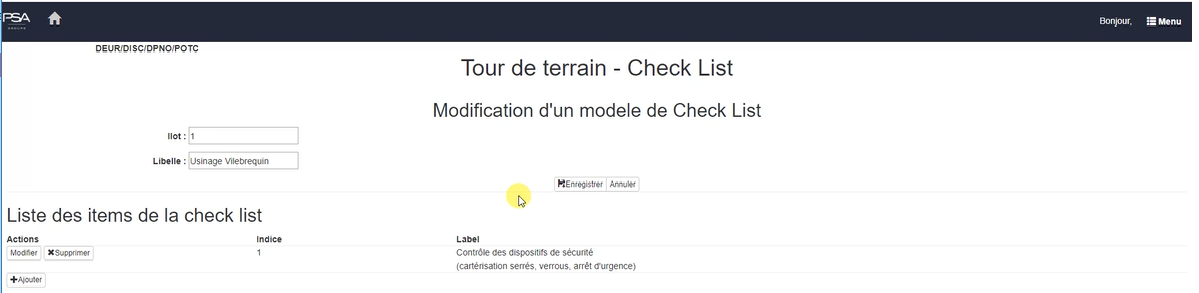 PSA
GROUPE
Bonjour,
Menu
DEUR/DISC/DPNO/POTC
Tour de terrain - Check List
Modification d'un modele de Check List
Ilot : 1
Libelle : Usinage Vilebrequin
Enregistrer Annuler
Liste des items de la check list
Actions Indice Label
Modifier Supprimer 1 Contrôle des dispositifs de sécurité
(cartérisation serrés, verrous, arrêt d'urgence)
Ajouter